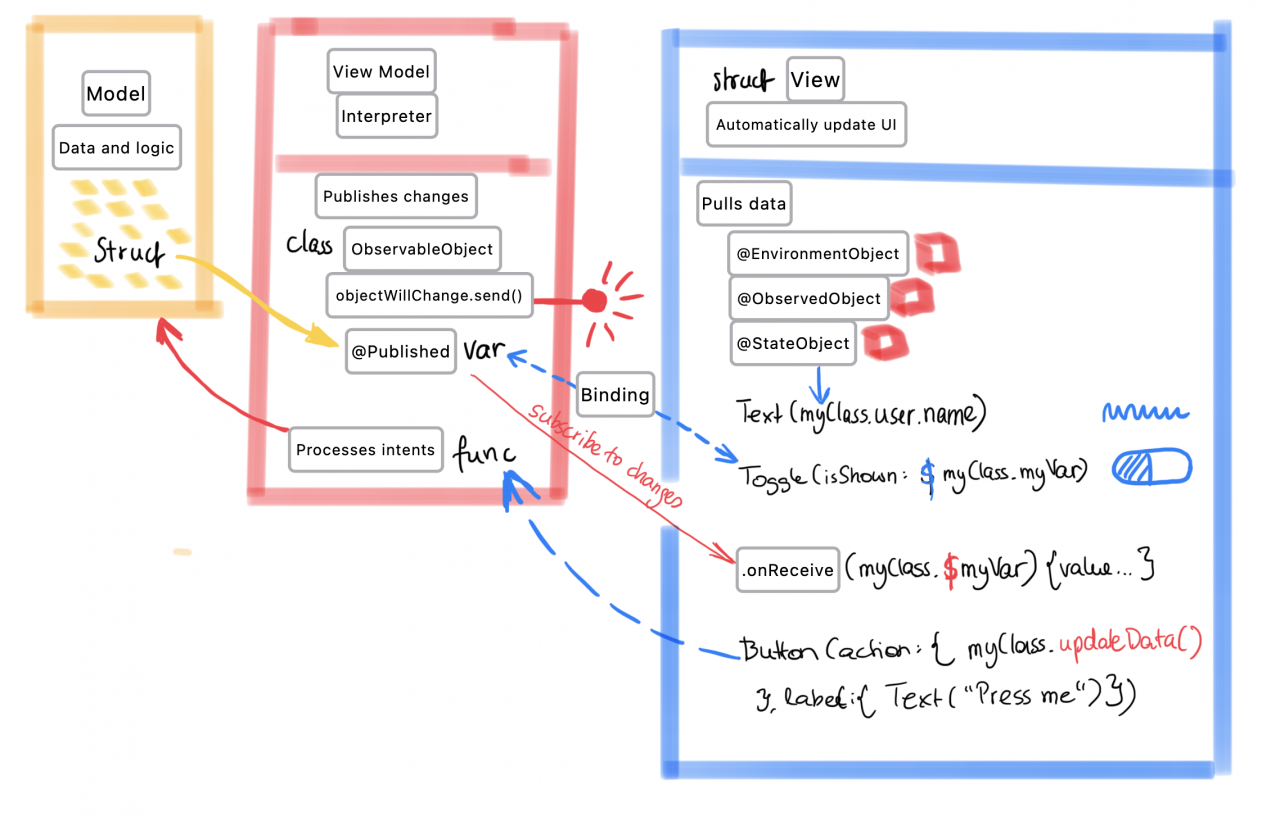 Model
Data and logic
Struct
View Model
Interpreter
Publishes changes
class ObservableObject
objectWillChange.send()
@Published var
Processes intents func
Binding
subscribe to changes
struct View
Automatically update UI
Pulls data
@EnvironmentObject
@ObservedObject
@StateObject
Text(myClass.user.name)
Toggle(isShown: $ myClass.myVar)
.onReceive (myClass.$myVar) {value...}
Button(action: { myClass.updateData()
}, label: { Text("Press me")})